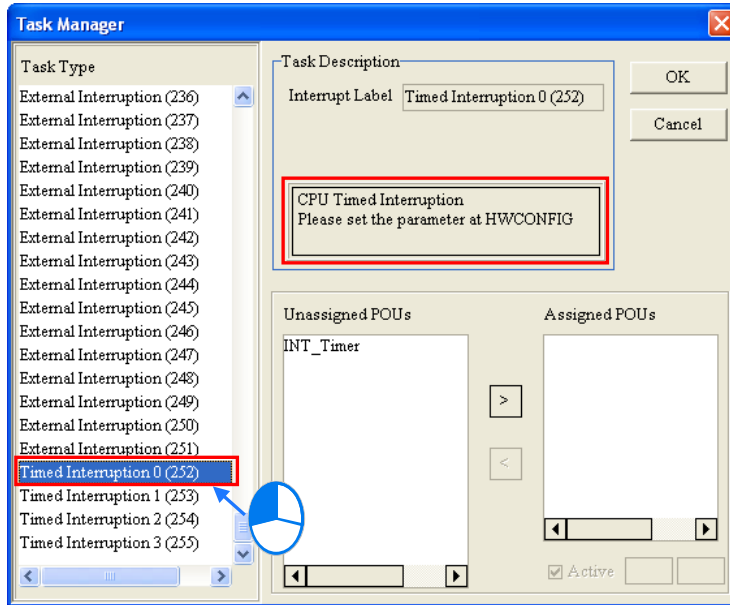 Task Manager
Task Type
External Interruption (236)
External Interruption (237)
External Interruption (238)
External Interruption (239)
External Interruption (240)
External Interruption (241)
External Interruption (242)
External Interruption (243)
External Interruption (244)
External Interruption (245)
External Interruption (246)
External Interruption (247)
External Interruption (248)
External Interruption (249)
External Interruption (250)
External Interruption (251)
Timed Interruption 0 (252)
Timed Interruption 1 (253)
Timed Interruption 2 (254)
Timed Interruption 3 (255)
Task Description
Interrupt Label Timed Interruption 0 (252)
CPU Timed Interruption
Please set the parameter at HWCONFIG
OK
Cancel
Unassigned POUs
INT_Timer
>
<
Assigned POUs
Active